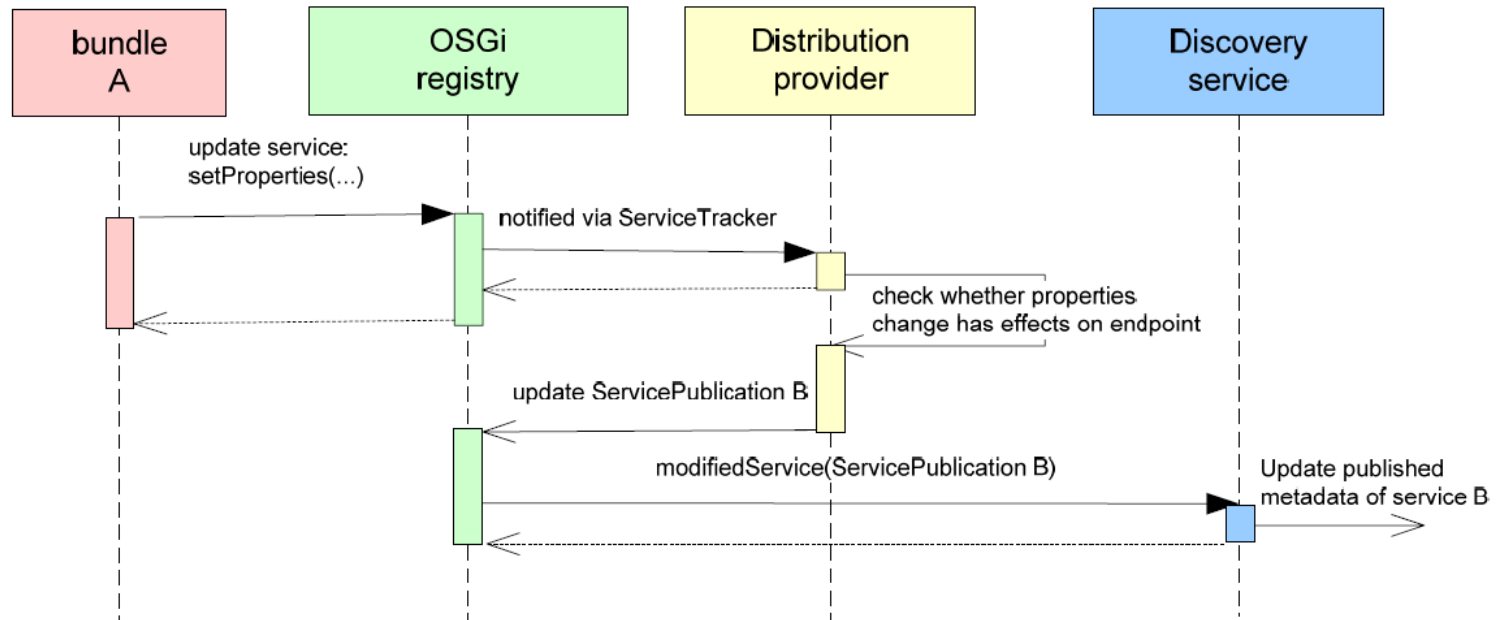 bundle
A
OSGi
registry
Distribution
provider
Discovery
service
update service:
setProperties(...)
notified via ServiceTracker
check whether properties
change has effects on endpoint
update ServicePublication B
modifiedService(ServicePublication B)
Update published
metadata of service B